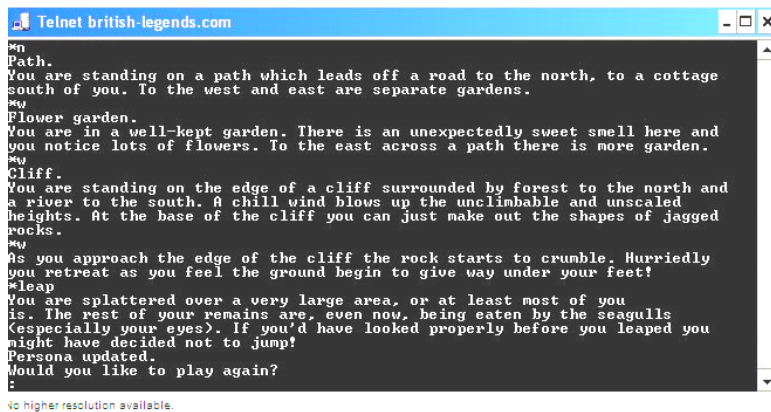 Telnet british-legends.com
*n
Path.
You are standing on a path which leads off a road to the north, to a cottage
south of you. To the west and east are separate gardens.
*w
Flower garden.
You are in a well-kept garden. There is an unexpectedly sweet smell here and
you notice lots of flowers. To the east across a path there is more garden.
*w
Cliff.
You are standing on the edge of a cliff surrounded by forest to the north and
a river to the south. A chill wind blows up the unclimbable and unscaled
heights. At the base of the cliff you can just make out the shapes of jagged
rocks.
*w
As you approach the edge of the cliff the rock starts to crumble. Hurriedly
you retreat as you feel the ground begin to give way under your feet!
*leap
You are splattered over a very large area, or at least most of you
is. The rest of your remains are, even now, being eaten by the seagulls
(especially your eyes). If you'd have looked properly before you leaped you
might have decided not to jump!
Persona updated.
Would you like to play again?
:
No higher resolution available.